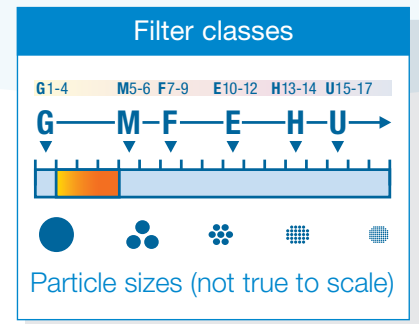 Filter classes
G1-4 M5-6 F7-9 E10-12 H13-14 U15-17
G M F E H U
Particle sizes (not true to scale)